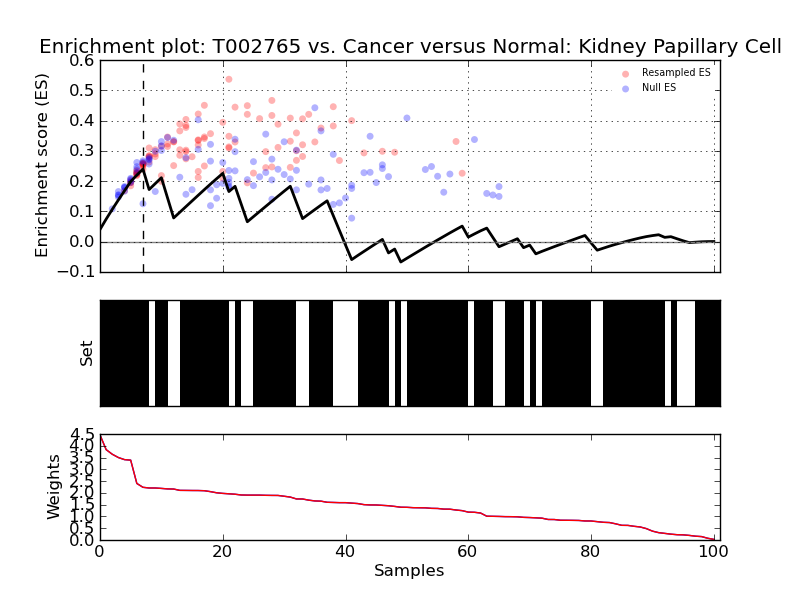 Enrichment plot: T002765 vs. Cancer versus Normal: Kidney Papillary Cell
Enrichment score (ES)
0.6
0.5
0.4
0.3
0.2
0.1
0.0
−0.1
Resampled ES
Null ES
Set
Weights
4.5
4.0
3.5
3.0
2.5
2.0
1.5
1.0
0.5
0.0
0 20 40 60 80 100
Samples